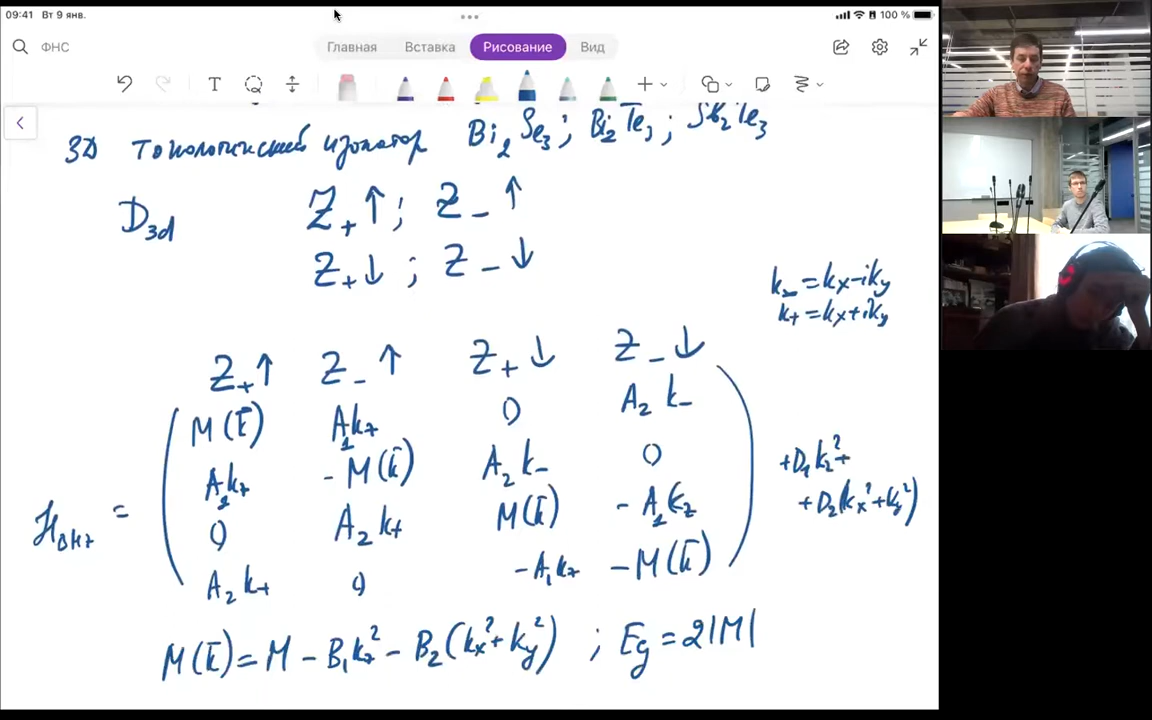 09:41 Вт 9 янв.
100 %
ФНС
Главная Вставка Рисование Вид
3D топологический изолятор Bi₂Se₃; Bi₂Te₃; Sb₂Te₃
D₃d Z₊↑; Z₋↑
Z₊↓; Z₋↓
k₋ = kx − iky
k₊ = kx + iky
Z₊↑ Z₋↑ Z₊↓ Z₋↓
M(k̄) A₁kz 0 A₂k₋
A₁kz −M(k̄) A₂k₋ 0 +D₁kz²+
0 A₂k₊ M(k̄) −A₁kz +D₂(kx²+ky²)
A₂k₊ 0 −A₁kz −M(k̄)
M(k̄) = M − B₁kz² − B₂(kx²+ky²); Eg = 2|M|